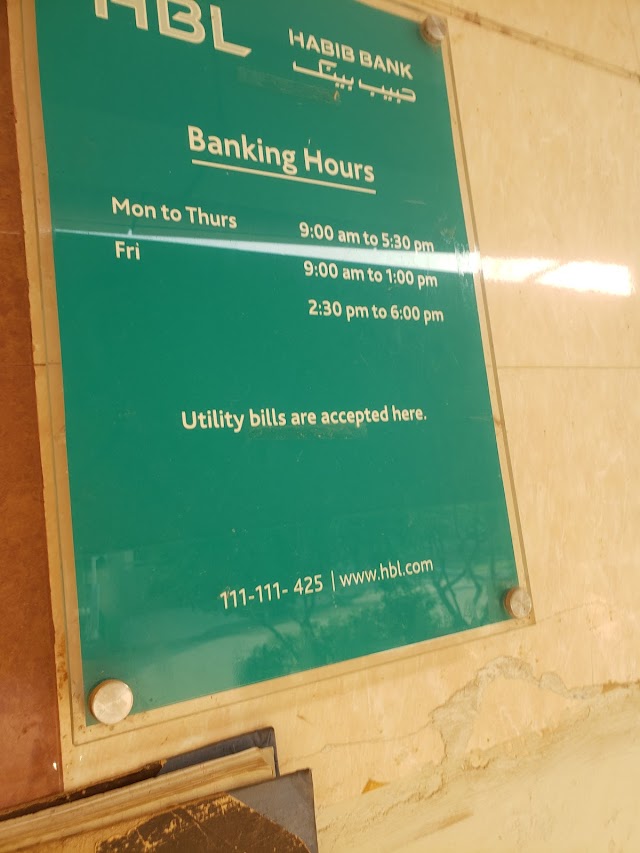 HBL
HABIB BANK
حبیب بینک
Banking Hours
Mon to Thurs 9:00 am to 5:30 pm
Fri 9:00 am to 1:00 pm
2:30 pm to 6:00 pm
Utility bills are accepted here.
111-111- 425 | www.hbl.com